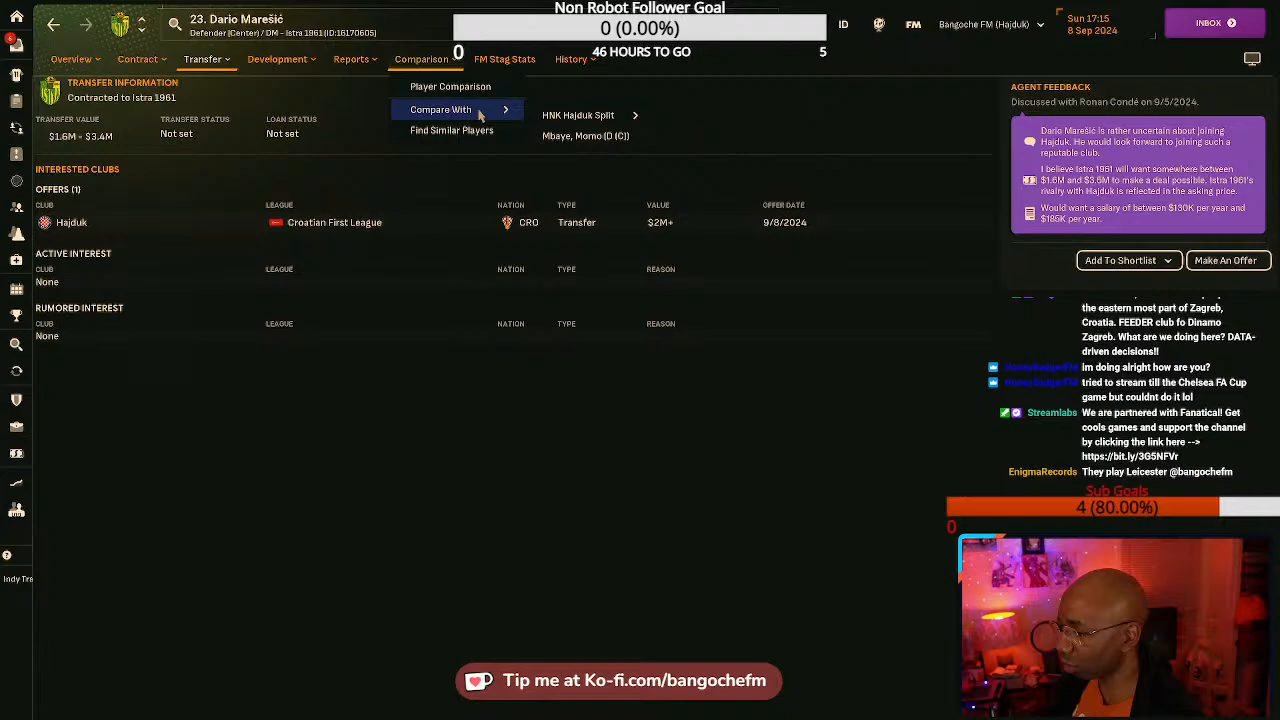 Non Robot Follower Goal
0 (0.00%)
0
46 HOURS TO GO
5
23. Dario Marešić
Defender (Center) / DM - Istra 1961(ID:16170605)
ID
FM
Bangoche FM (Hajduk)
Sun 17:15
8 Sep 2024
INBOX
Overview
Contract
Transfer
Development
Reports
Comparison
FM Stag Stats
History
Player Comparison
Compare With
Find Similar Players
HNK Hajduk Split
Mbaye, Momo (D (C))
TRANSFER INFORMATION
Contracted to Istra 1961
TRANSFER VALUE
TRANSFER STATUS
LOAN STATUS
$1.6M - $3.4M
Not set
Not set
INTERESTED CLUBS
OFFERS (1)
CLUB
LEAGUE
NATION
TYPE
VALUE
OFFER DATE
Hajduk
Croatian First League
CRO
Transfer
$2M+
9/8/2024
ACTIVE INTEREST
CLUB
LEAGUE
NATION
TYPE
REASON
None
RUMORED INTEREST
CLUB
LEAGUE
NATION
TYPE
REASON
None
AGENT FEEDBACK
Discussed with Ronan Condé on 9/5/2024.
Dario Marešić is rather uncertain about joining
Hajduk. He would look forward to joining such a
reputable club.
I believe Istra 1961 will want somewhere between
$1.6M and $3.5M to make a deal possible. Istra 1961's
rivalry with Hajduk is reflected in the asking price.
Would want a salary of between $130K per year and
$185K per year.
Add To Shortlist
Make An Offer
the eastern most part of Zagreb,
Croatia. FEEDER club fo Dinamo
Zagreb. What are we doing here? DATA-
driven decisions!!
im doing alright how are you?
tried to stream till the Chelsea FA Cup
game but couldnt do it lol
Streamlabs
We are partnered with Fanatical! Get
cools games and support the channel
by clicking the link here -->
https://bit.ly/3G5NFVr
EnigmaRecords
They play Leicester @bangochefm
Sub Goals
4 (80.00%)
0
Indy Tre
Tip me at Ko-fi.com/bangochefm